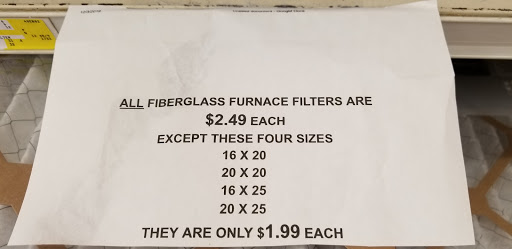 ALL FIBERGLASS FURNACE FILTERS ARE
$2.49 EACH
EXCEPT THESE FOUR SIZES
16 X 20
20 X 20
16 X 25
20 X 25
THEY ARE ONLY $1.99 EACH